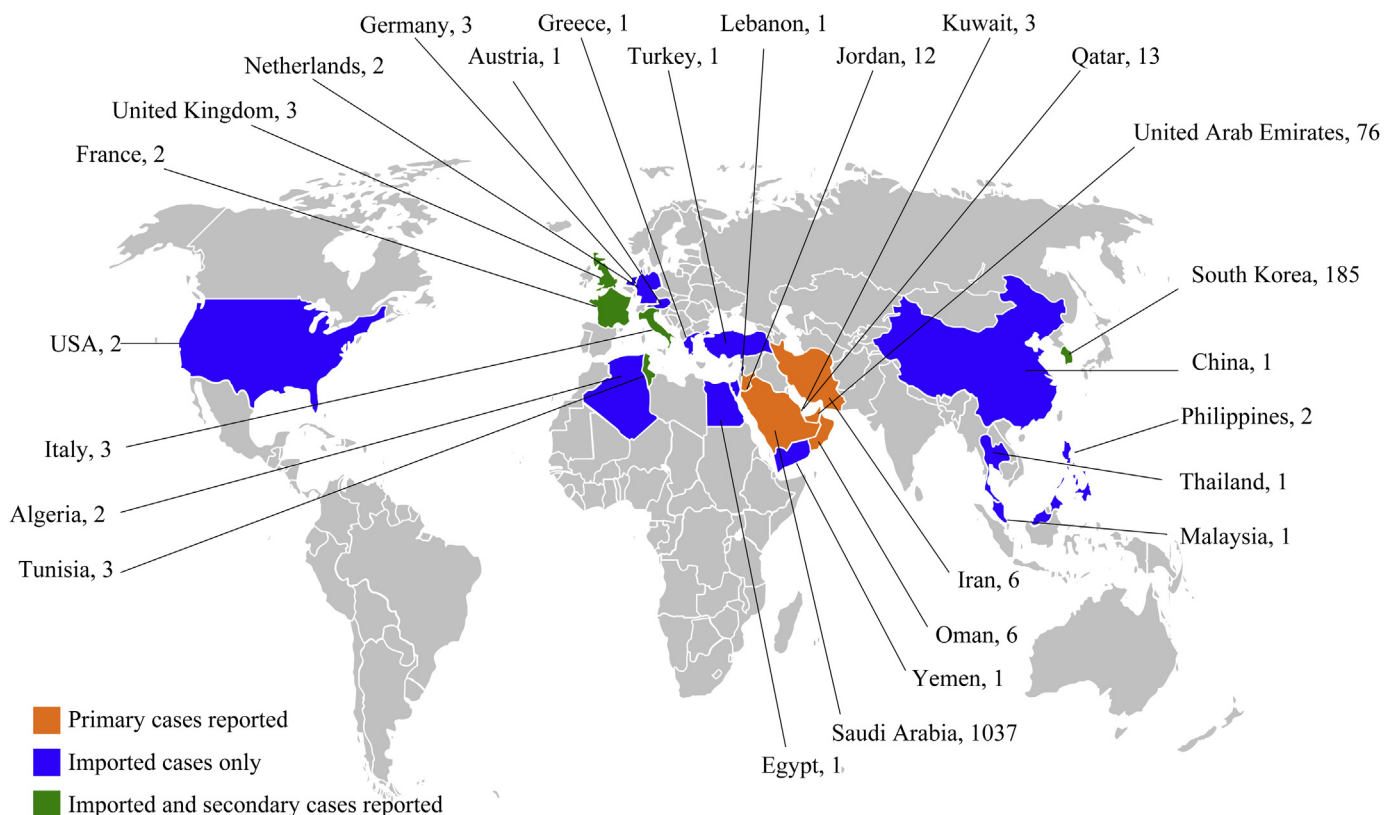 Germany, 3
Greece, 1
Lebanon, 1
Kuwait, 3
Netherlands, 2
Austria, 1
Turkey, 1
Jordan, 12
Qatar, 13
United Kingdom, 3
United Arab Emirates, 76
France, 2
South Korea, 185
USA, 2
China, 1
Philippines, 2
Italy, 3
Thailand, 1
Algeria, 2
Malaysia, 1
Tunisia, 3
Iran, 6
Oman, 6
Yemen, 1
Saudi Arabia, 1037
Egypt, 1
Primary cases reported
Imported cases only
Imported and secondary cases reported